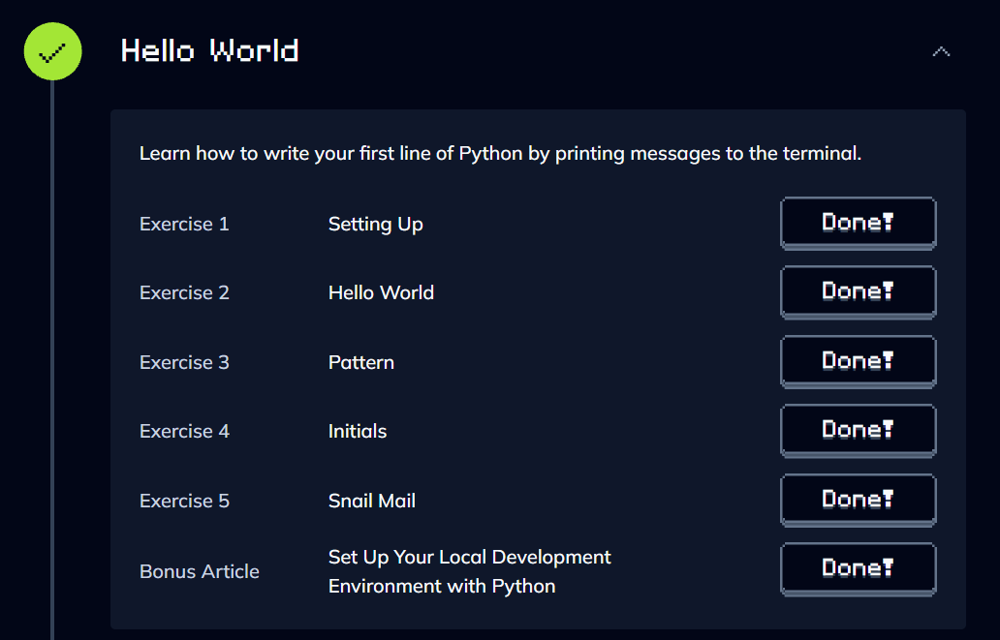 Hello World
Learn how to write your first line of Python by printing messages to the terminal.
Exercise 1 Setting Up Done!
Exercise 2 Hello World Done!
Exercise 3 Pattern Done!
Exercise 4 Initials Done!
Exercise 5 Snail Mail Done!
Bonus Article Set Up Your Local Development
Environment with Python Done!